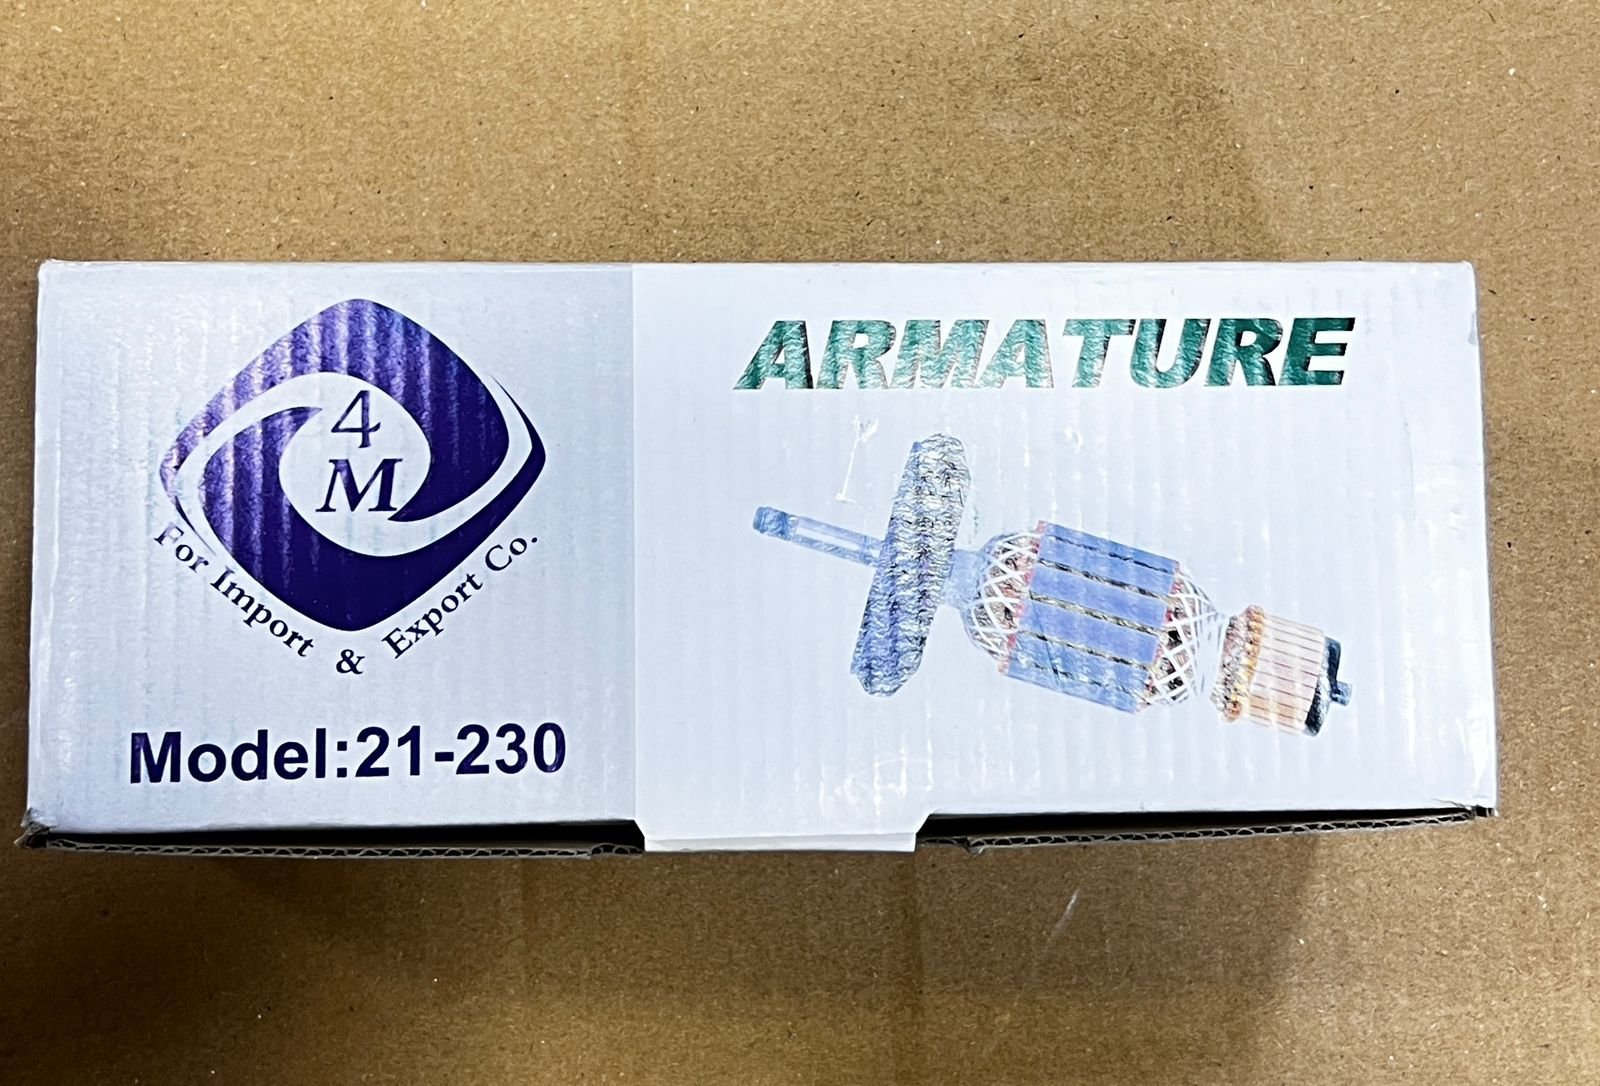 4
M
For Import & Export Co.
Model:21-230
ARMATURE